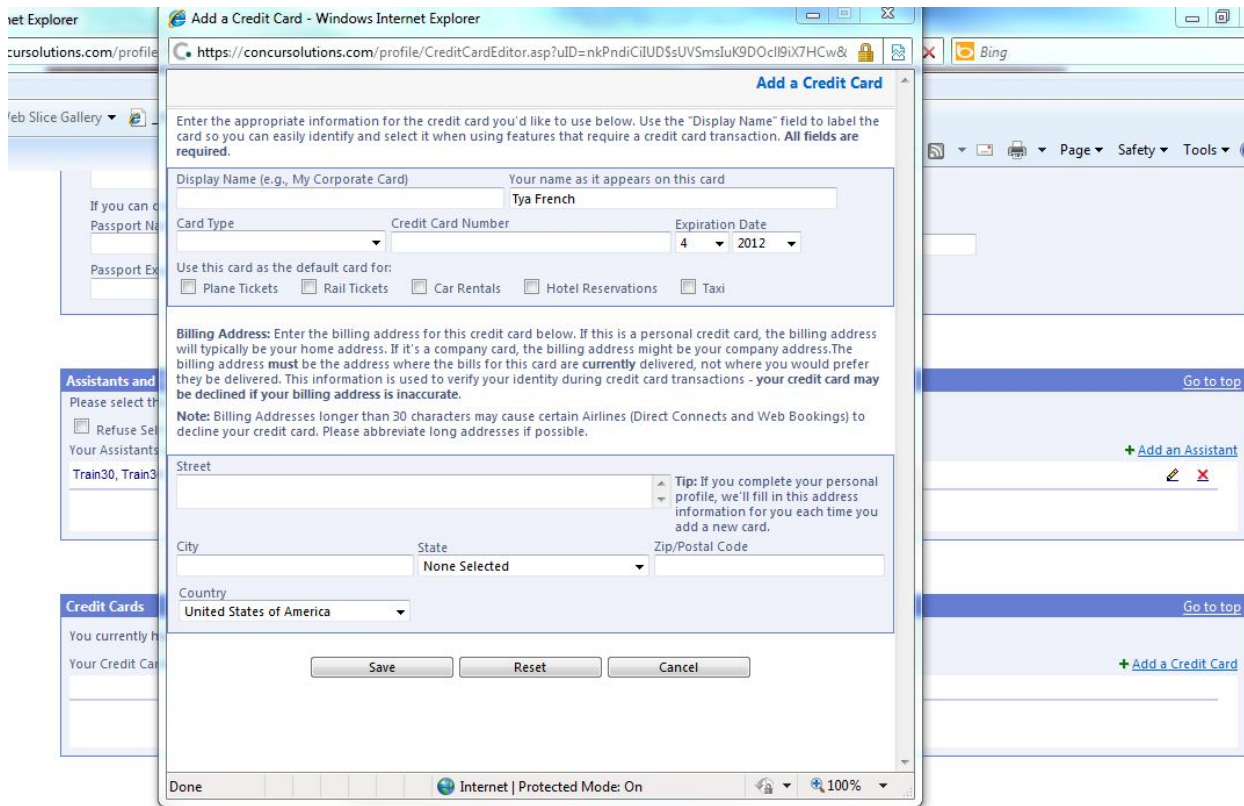 net Explorer
Add a Credit Card - Windows Internet Explorer
cursolutions.com/profile
https://concursolutions.com/profile/CreditCardEditor.asp?
Bing
Add a Credit Card
eb Slice Gallery
Enter the appropriate information for the credit card you'd like to use below. Use the "Display Name" field to label the
card so you can easily identify and select it when using features that require a credit card transaction. All fields are
required.
Page Safety Tools
Display Name (e.g., My Corporate Card) Your name as it appears on this card
Tya French
If you can
Passport Na
Card Type Credit Card Number Expiration Date
4 2012
Passport Ex
Use this card as the default card for:
Plane Tickets Rail Tickets Car Rentals Hotel Reservations Taxi
Billing Address: Enter the billing address for this credit card below. If this is a personal credit card, the billing address
will typically be your home address. If it's a company card, the billing address might be your company address.The
billing address must be the address where the bills for this card are currently delivered, not where you would prefer
they be delivered. This information is used to verify your identity during credit card transactions - your credit card may
be declined if your billing address is inaccurate.
Note: Billing Addresses longer than 30 characters may cause certain Airlines (Direct Connects and Web Bookings) to
decline your credit card. Please abbreviate long addresses if possible.
Assistants and
Go to top
Please select th
Refuse Sel
Your Assistants
+ Add an Assistant
Train30, Train3
Street
Tip: If you complete your personal
profile, we'll fill in this address
information for you each time you
add a new card.
City State Zip/Postal Code
None Selected
Country
United States of America
Credit Cards
Go to top
You currently h
Your Credit Car
+ Add a Credit Card
Save Reset Cancel
Done Internet | Protected Mode: On 100%